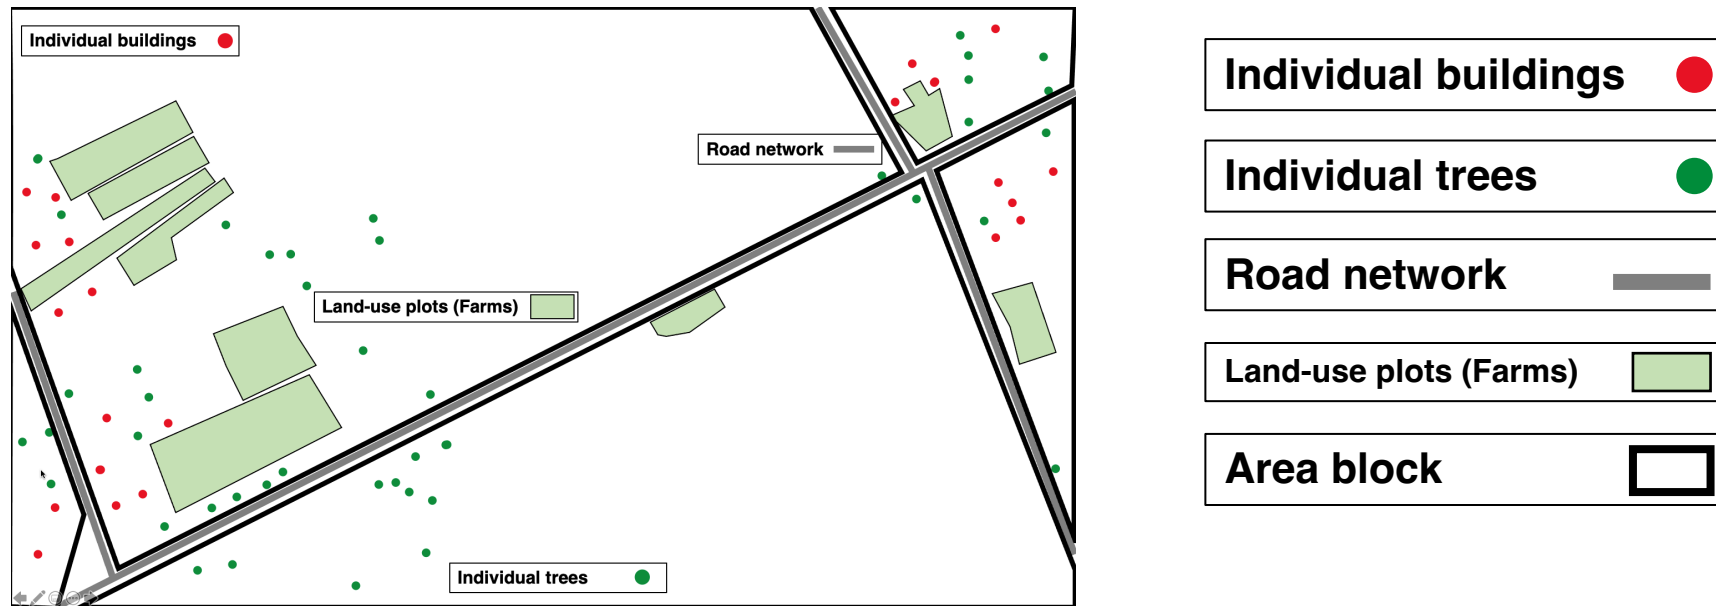 Individual buildings
Road network
Land-use plots (Farms)
Individual trees
Individual buildings
Individual trees
Road network
Land-use plots (Farms)
Area block